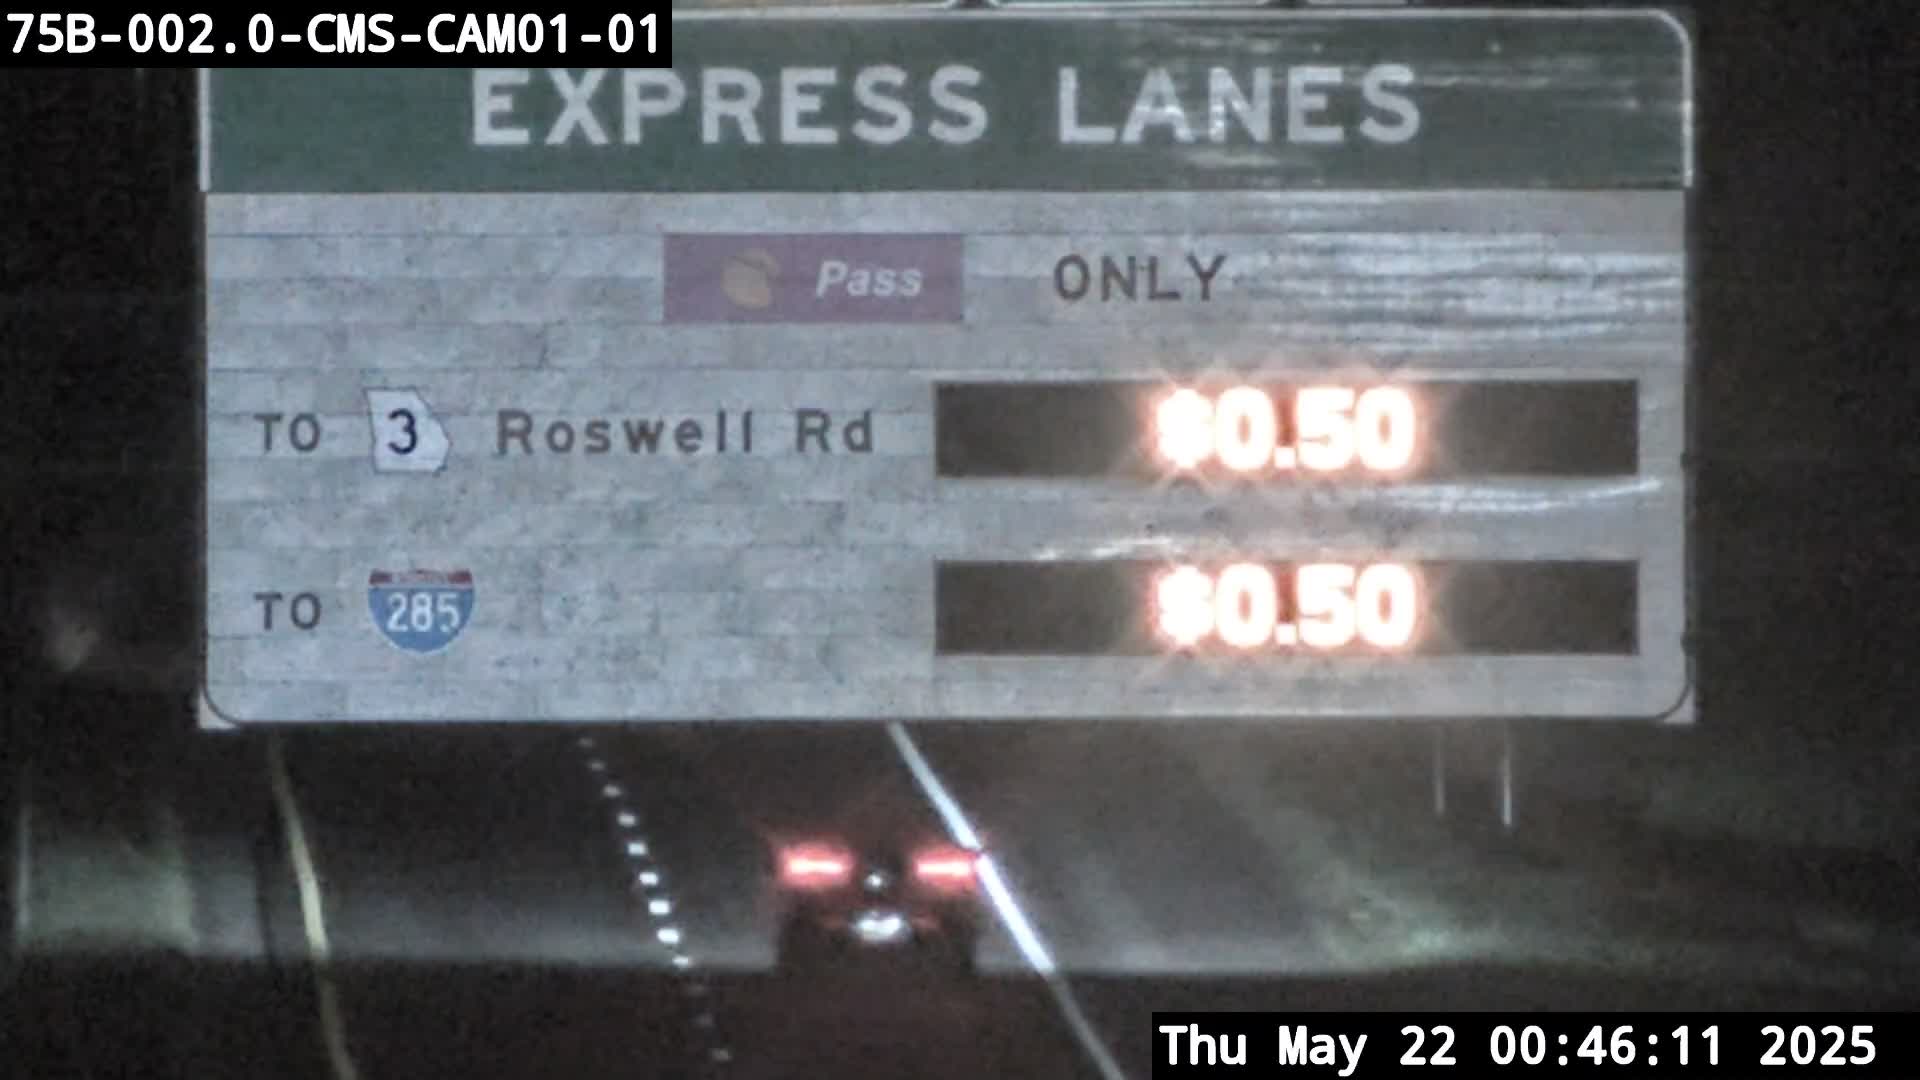 75B-002.0-CMS-CAM01-01
EXPRESS LANES
Pass ONLY
TO 3 Roswell Rd $0.50
TO 285 $0.50
Thu May 22 00:46:11 2025